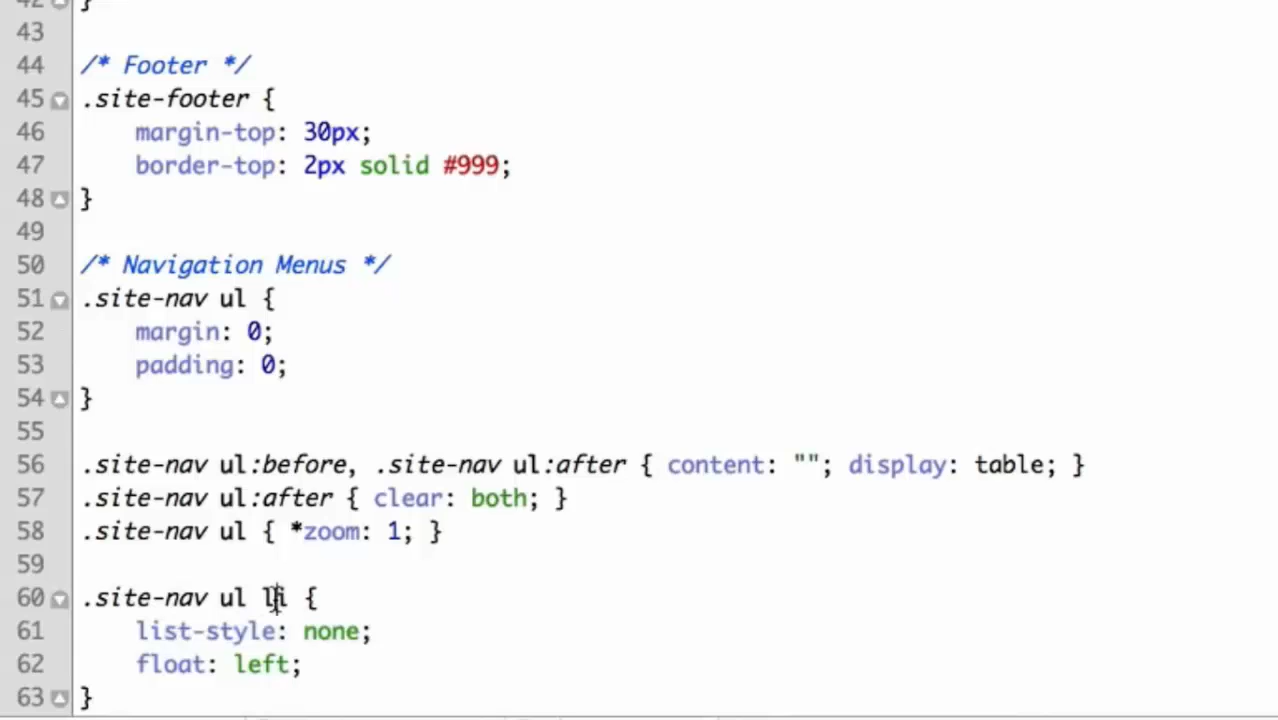 42 }
43
44 /* Footer */
45 .site-footer {
46 margin-top: 30px;
47 border-top: 2px solid #999;
48 }
49
50 /* Navigation Menus */
51 .site-nav ul {
52 margin: 0;
53 padding: 0;
54 }
55
56 .site-nav ul:before, .site-nav ul:after { content: ""; display: table; }
57 .site-nav ul:after { clear: both; }
58 .site-nav ul { *zoom: 1; }
59
60 .site-nav ul li {
61 list-style: none;
62 float: left;
63 }